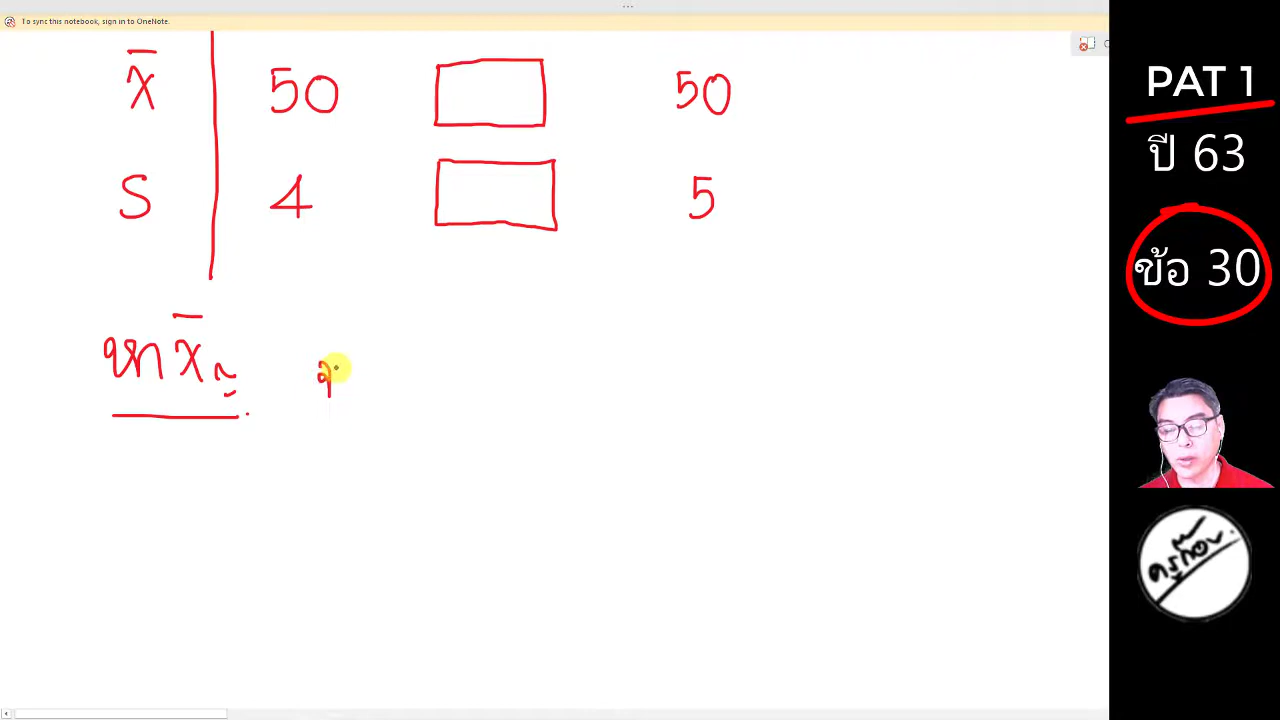 To sync this notebook, sign in to OneNote.
x̄ 50 50
S 4 5
หา x̄
PAT 1
ปี 63
ข้อ 30
ครูก๊อบ.